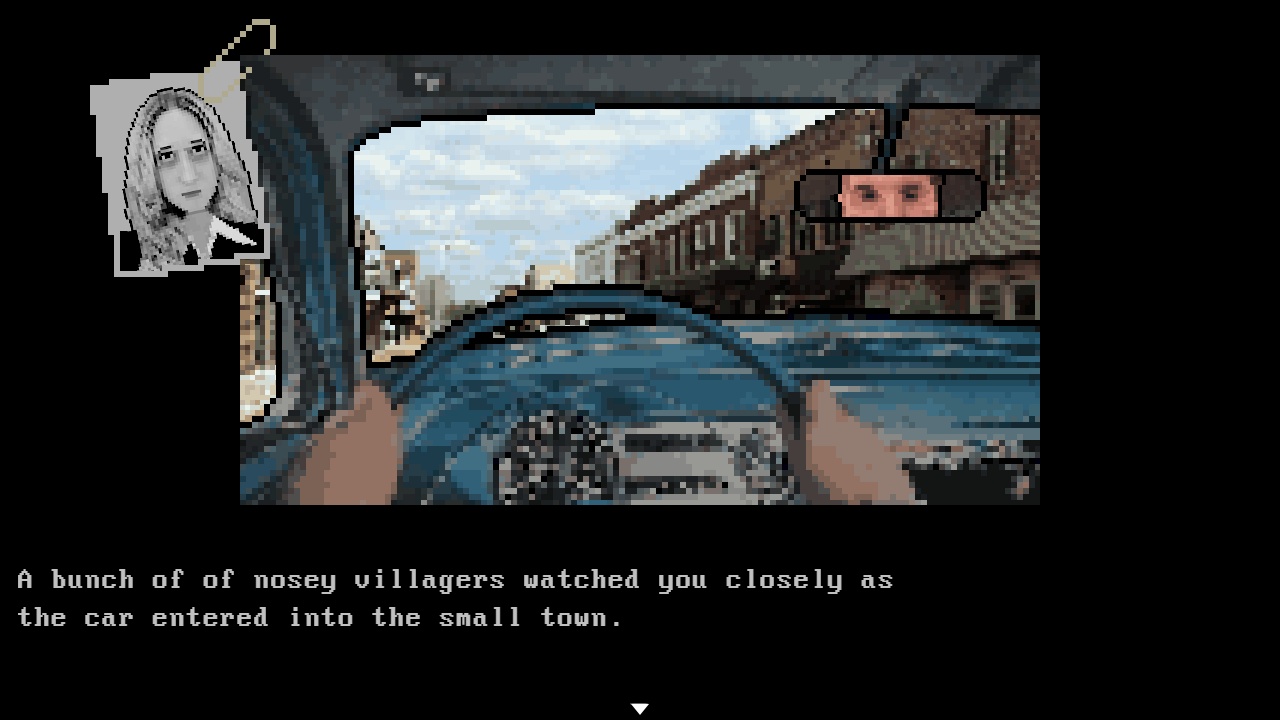 A bunch of of nosey villagers watched you closely as
the car entered into the small town.